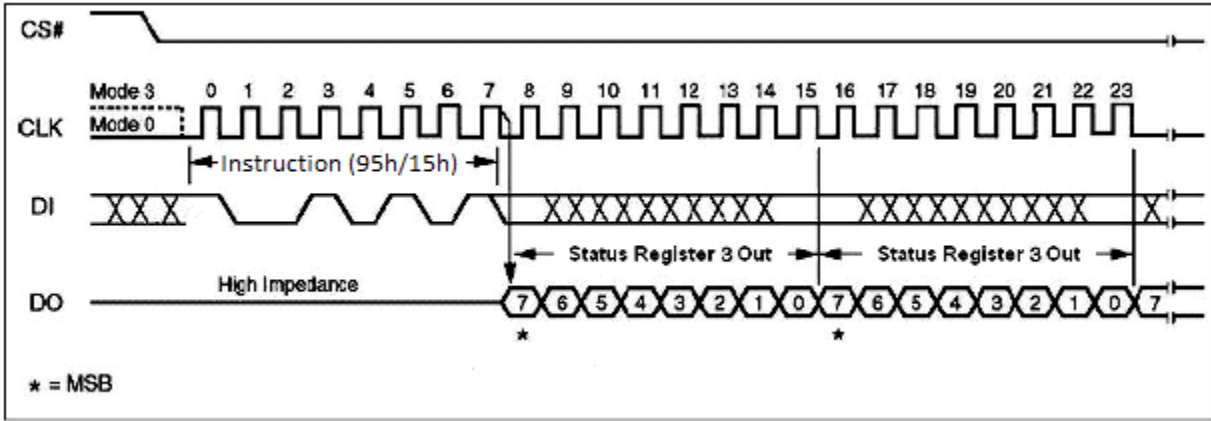 CS#
Mode 3 0 1 2 3 4 5 6 7 8 9 10 11 12 13 14 15 16 17 18 19 20 21 22 23
CLK
Mode 0
Instruction (95h/15h)
DI
Status Register 3 Out Status Register 3 Out
High Impedance
DO 7 6 5 4 3 2 1 0 7 6 5 4 3 2 1 0 7
* *
* = MSB